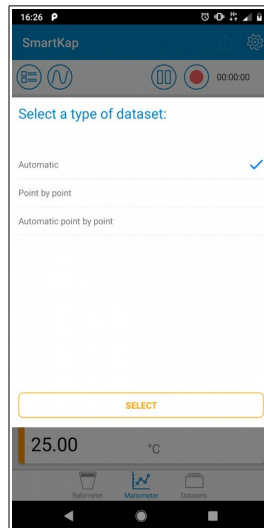 16:26
SmartKap
00:00:00
Select a type of dataset:
Automatic
Point by point
Automatic point by point
SELECT
25.00 °C
Balometer Manometer Datasets